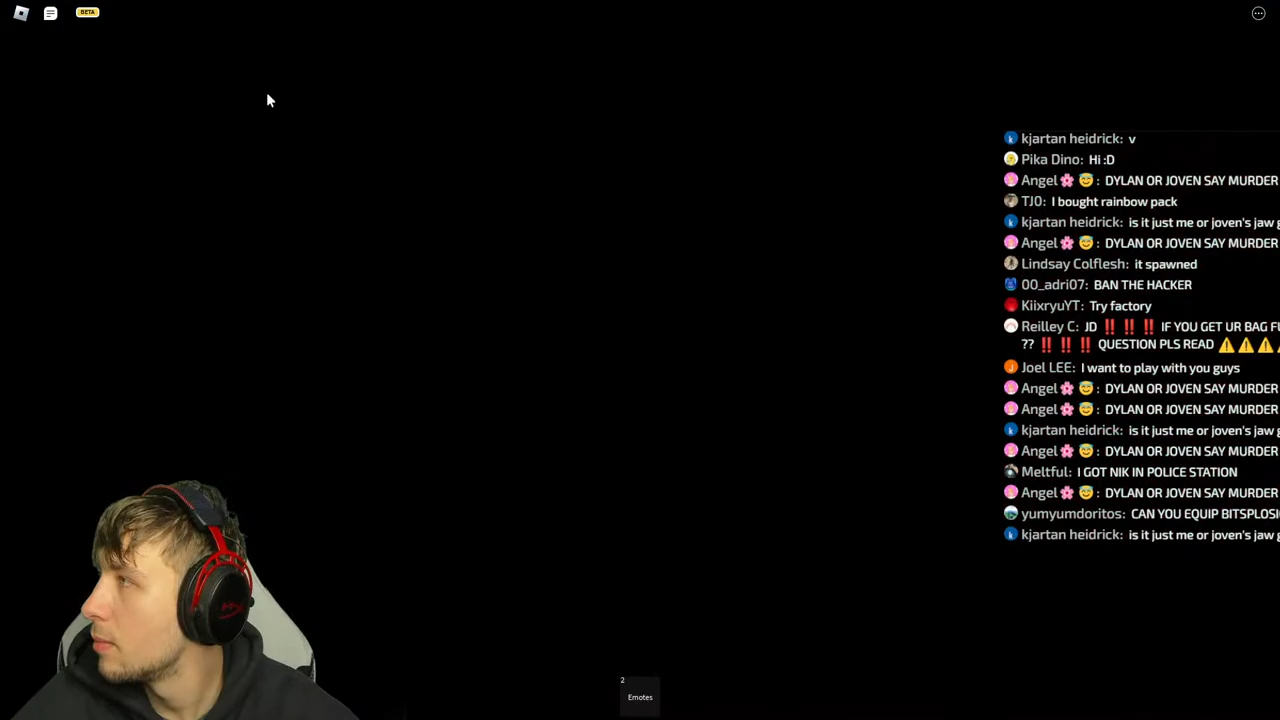 BETA
kjartan heidrick: v
Pika Dino: Hi :D
Angel🌸 😇 : DYLAN OR JOVEN SAY MURDER
TJ0: I bought rainbow pack
kjartan heidrick: is it just me or joven's jaw g
Angel🌸 😇 : DYLAN OR JOVEN SAY MURDER
Lindsay Colflesh: it spawned
00_adri07: BAN THE HACKER
KiixryuYT: Try factory
Reilley C: JD ‼️ ‼️ ‼️ IF YOU GET UR BAG FU
?? ‼️ ‼️ ‼️ QUESTION PLS READ ⚠️⚠️⚠️⚠️
Joel LEE: I want to play with you guys
Angel🌸 😇 : DYLAN OR JOVEN SAY MURDER
Angel🌸 😇 : DYLAN OR JOVEN SAY MURDER
kjartan heidrick: is it just me or joven's jaw g
Angel🌸 😇 : DYLAN OR JOVEN SAY MURDER
Meltful: I GOT NIK IN POLICE STATION
Angel🌸 😇 : DYLAN OR JOVEN SAY MURDER
yumyumdoritos: CAN YOU EQUIP BITSPLOSI
kjartan heidrick: is it just me or joven's jaw g
2
Emotes